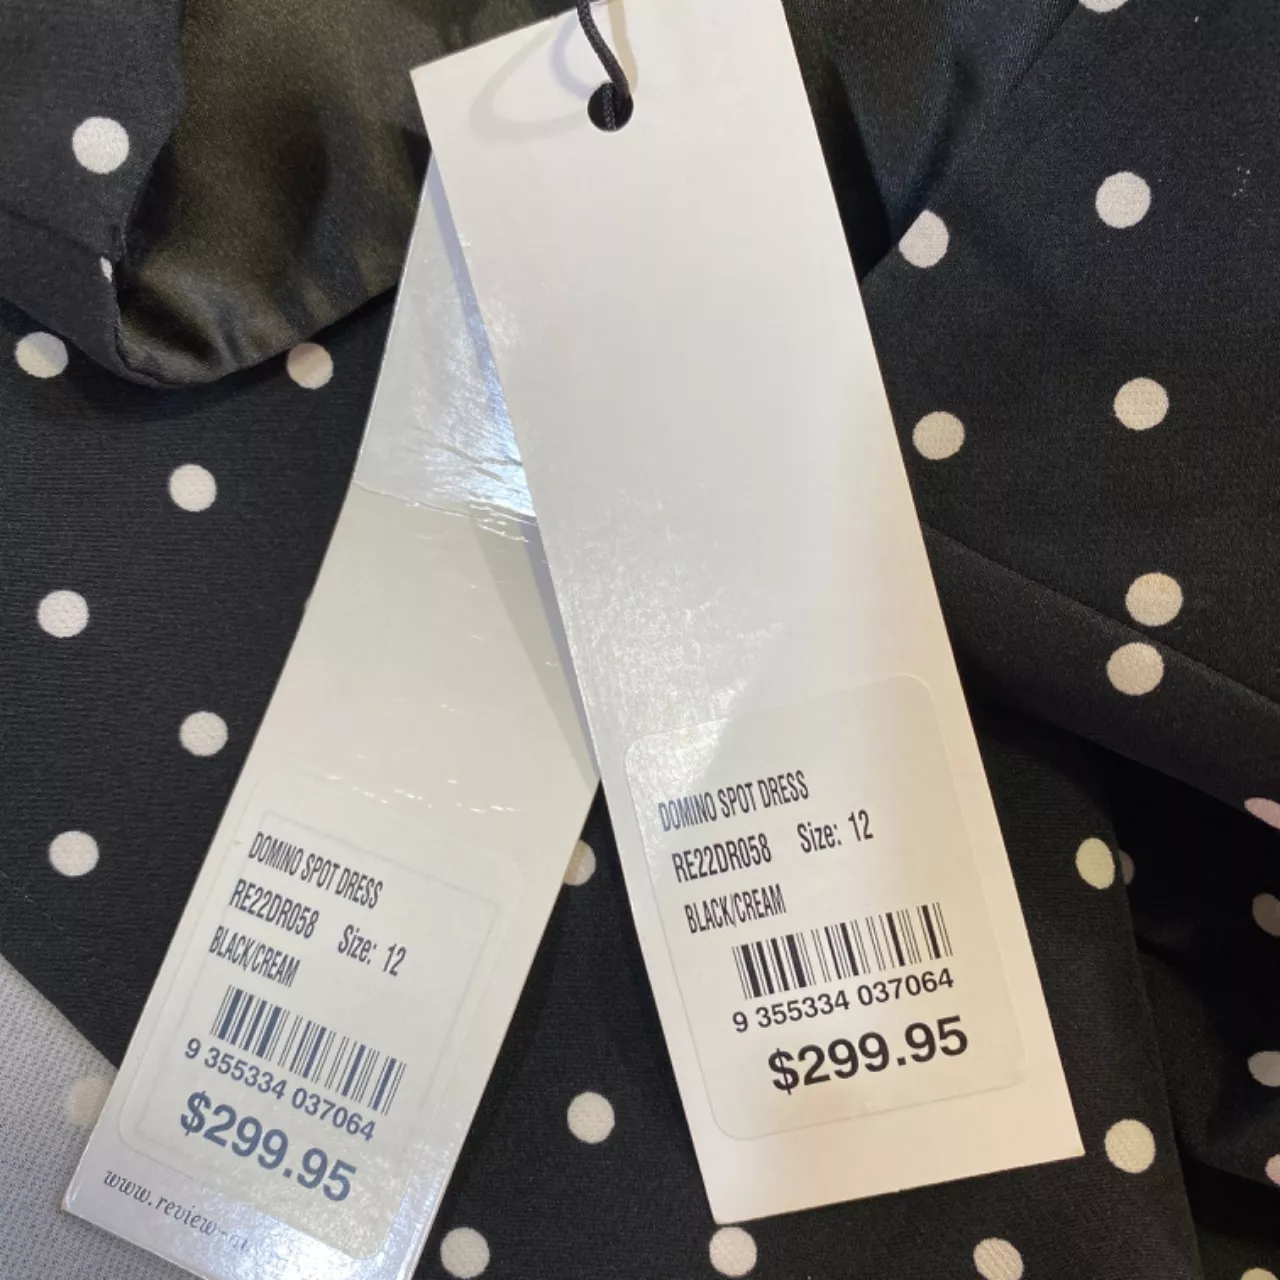 DOMINO SPOT DRESS
RE22DR058 Size: 12
BLACK/CREAM
9 355334 037064
$299.95
www.review-
DOMINO SPOT DRESS
RE22DR058 Size: 12
BLACK/CREAM
9 355334 037064
$299.95